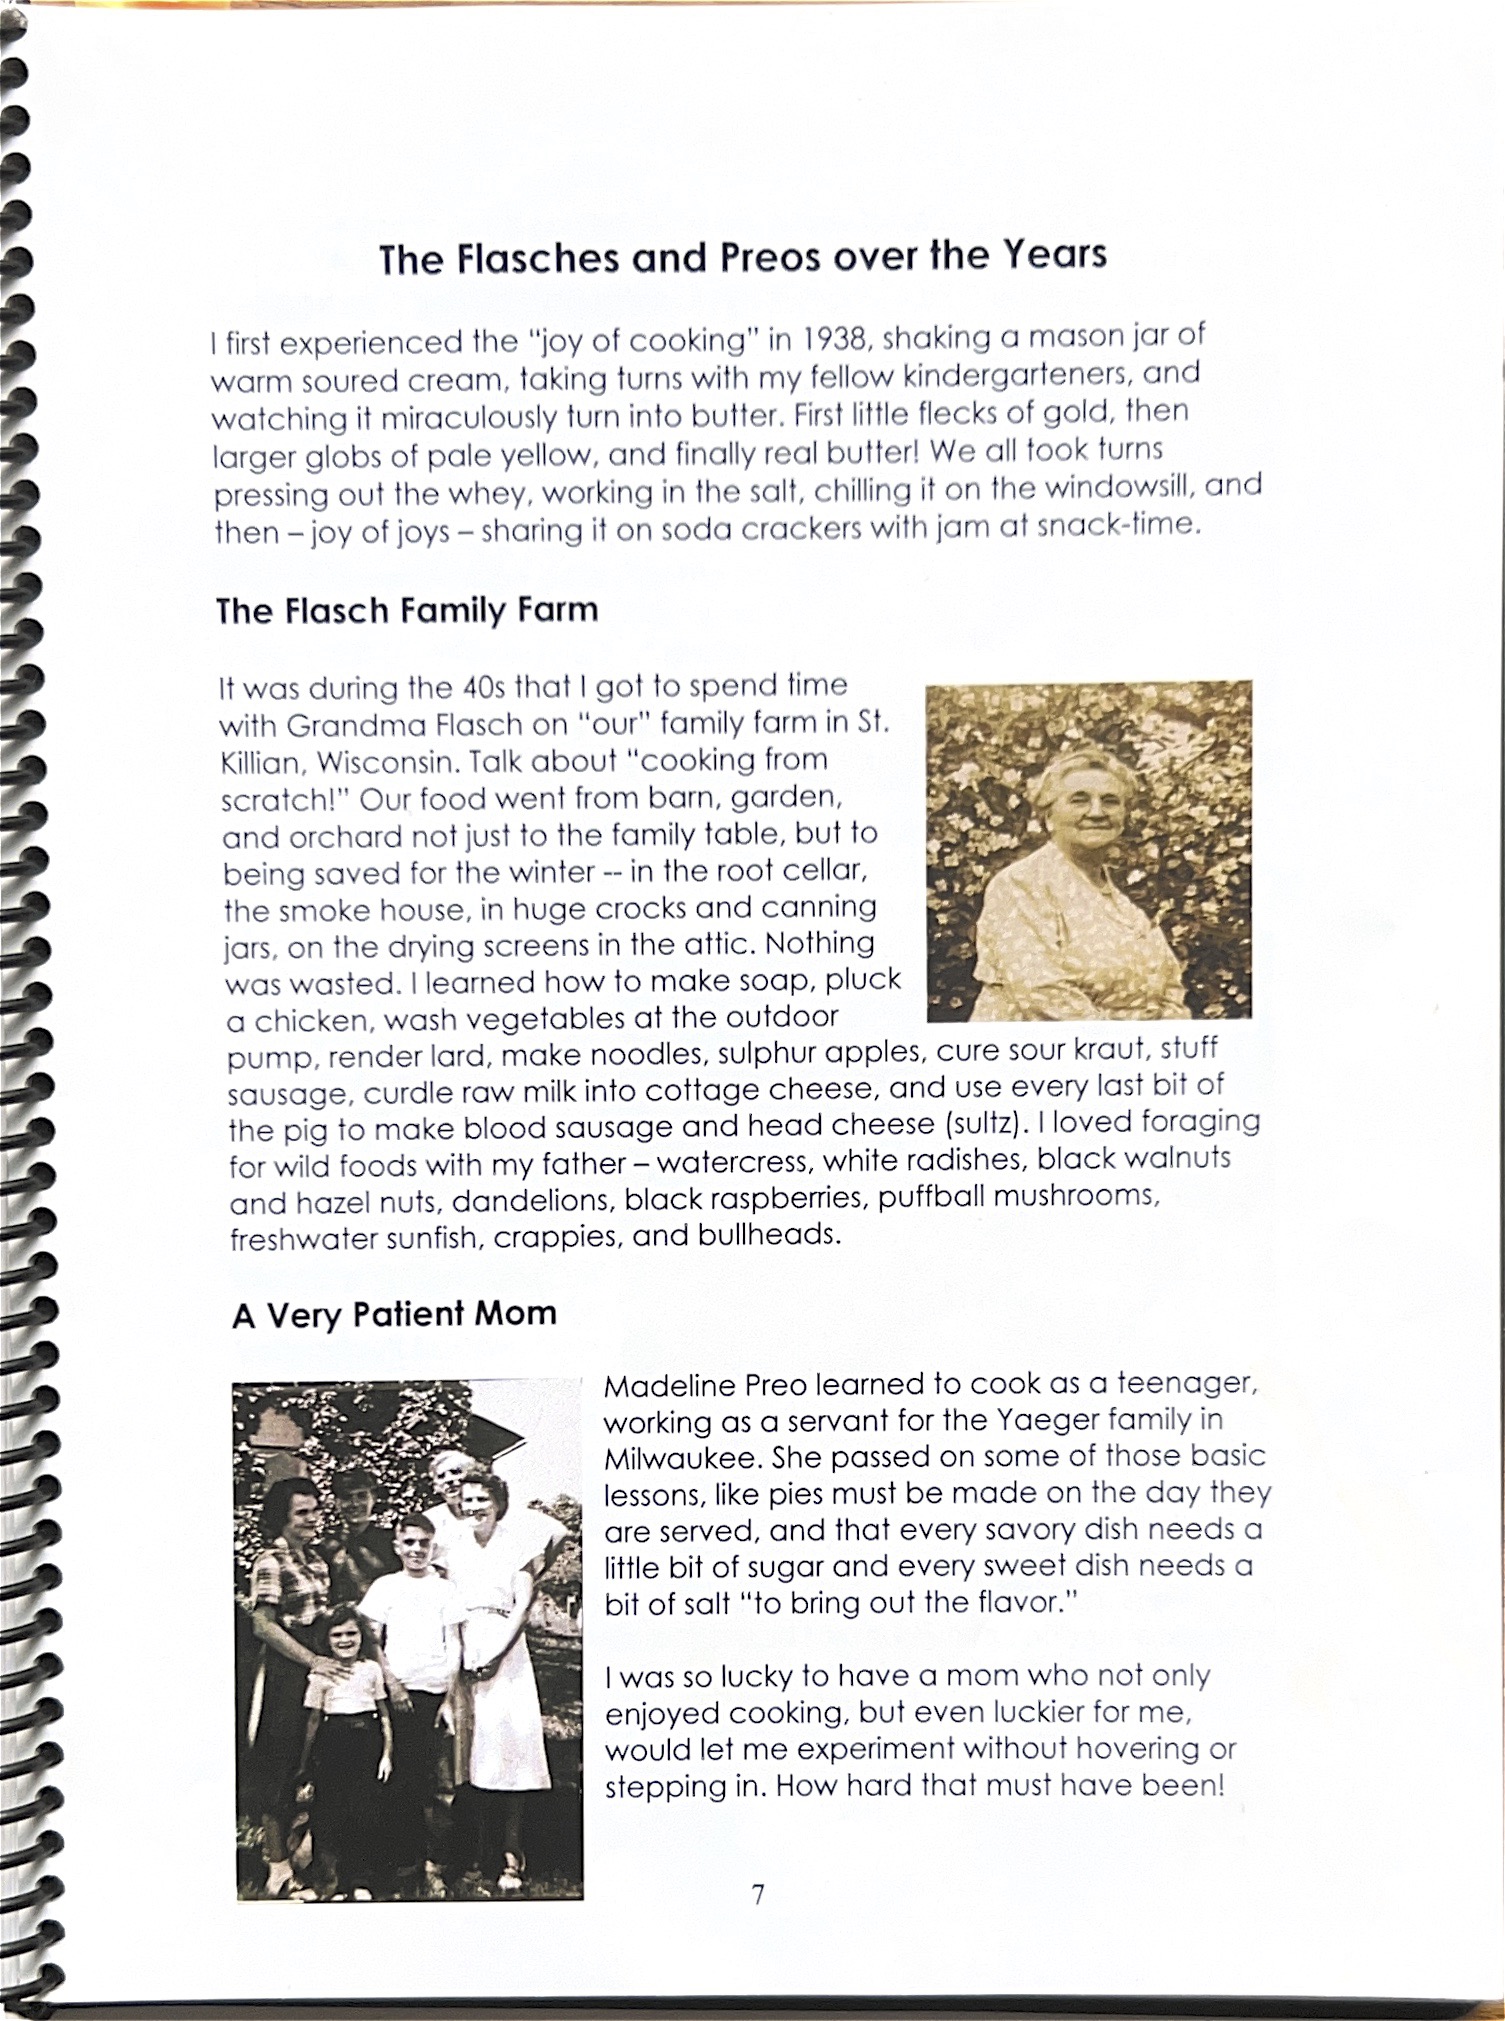 The Flasches and Preos over the Years
I first experienced the "joy of cooking" in 1938, shaking a mason jar of
warm soured cream, taking turns with my fellow kindergarteners, and
watching it miraculously turn into butter. First little flecks of gold, then
larger globs of pale yellow, and finally real butter! We all took turns
pressing out the whey, working in the salt, chilling it on the windowsill, and
then – joy of joys – sharing it on soda crackers with jam at snack-time.
The Flasch Family Farm
It was during the 40s that I got to spend time
with Grandma Flasch on "our" family farm in St.
Killian, Wisconsin. Talk about "cooking from
scratch!" Our food went from barn, garden,
and orchard not just to the family table, but to
being saved for the winter -- in the root cellar,
the smoke house, in huge crocks and canning
jars, on the drying screens in the attic. Nothing
was wasted. I learned how to make soap, pluck
a chicken, wash vegetables at the outdoor
pump, render lard, make noodles, sulphur apples, cure sour kraut, stuff
sausage, curdle raw milk into cottage cheese, and use every last bit of
the pig to make blood sausage and head cheese (sultz). I loved foraging
for wild foods with my father – watercress, white radishes, black walnuts
and hazel nuts, dandelions, black raspberries, puffball mushrooms,
freshwater sunfish, crappies, and bullheads.
A Very Patient Mom
Madeline Preo learned to cook as a teenager,
working as a servant for the Yaeger family in
Milwaukee. She passed on some of those basic
lessons, like pies must be made on the day they
are served, and that every savory dish needs a
little bit of sugar and every sweet dish needs a
bit of salt "to bring out the flavor."
I was so lucky to have a mom who not only
enjoyed cooking, but even luckier for me,
would let me experiment without hovering or
stepping in. How hard that must have been!
7